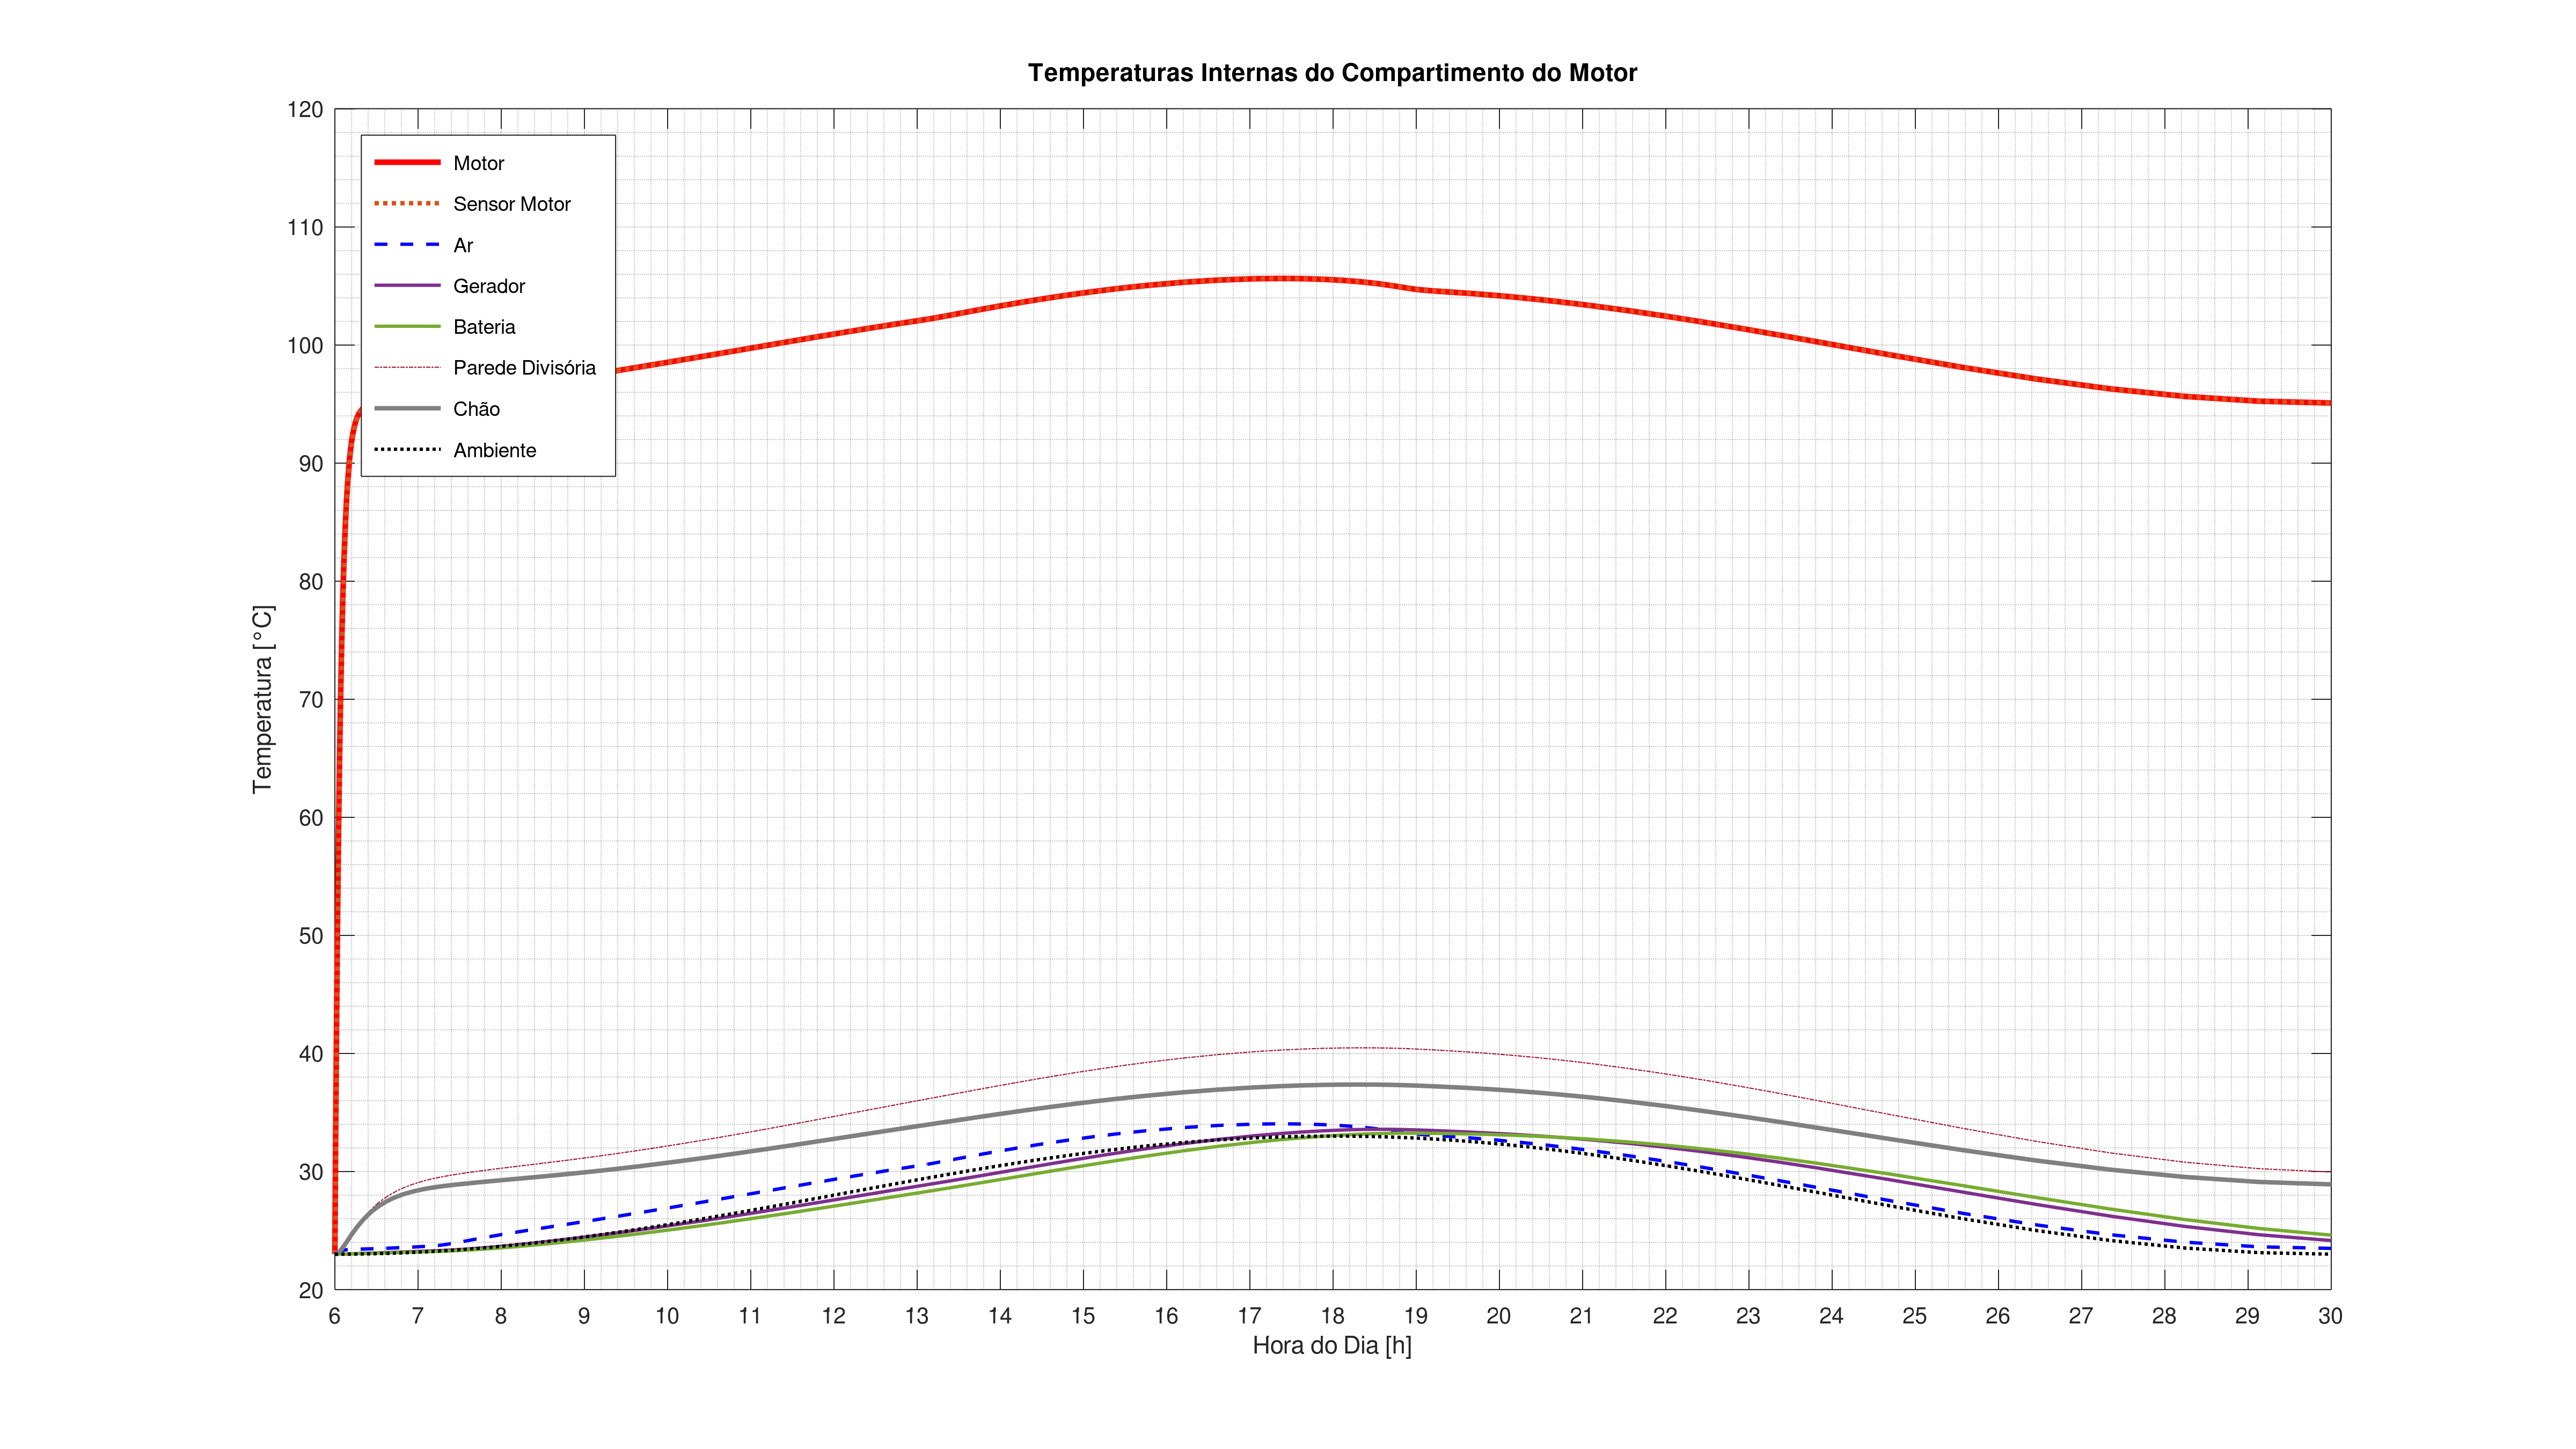 Temperaturas Internas do Compartimento do Motor
120
110
100
90
80
70
60
50
40
30
20
Temperatura [°C]
Motor
Sensor Motor
Ar
Gerador
Bateria
Parede Divisória
Chão
Ambiente
6 7 8 9 10 11 12 13 14 15 16 17 18 19 20 21 22 23 24 25 26 27 28 29 30
Hora do Dia [h]